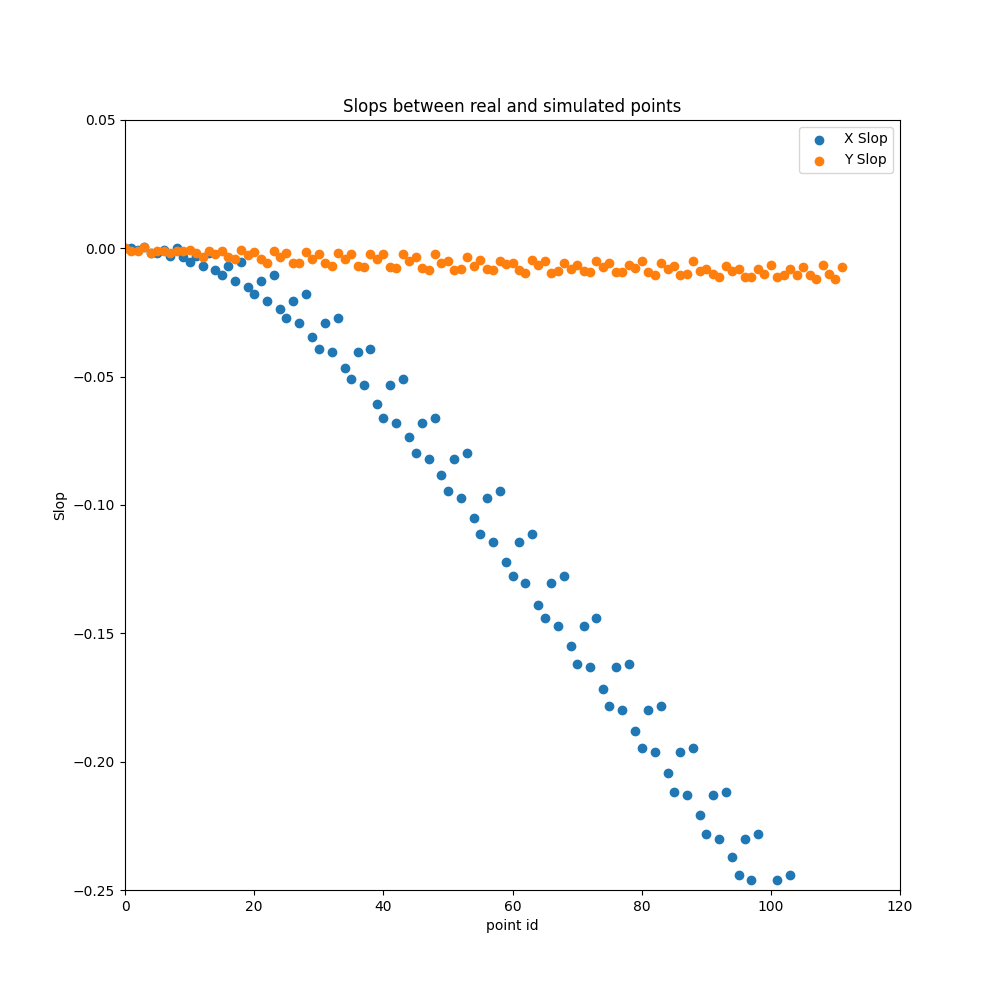 Slops between real and simulated points
X Slop
Y Slop
0.05
0.00
−0.05
−0.10
−0.15
−0.20
−0.25
Slop
0 20 40 60 80 100 120
point id